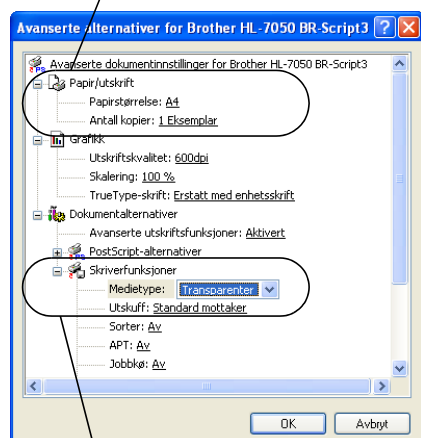 Avanserte alternativer for Brother HL-7050 BR-Script3
Avanserte dokumentinnstillinger for Brother HL-7050 BR-Script3
Papir/utskrift
Papirstørrelse: A4
Antall kopier: 1 Eksemplar
Grafikk
Utskriftskvalitet: 600dpi
Skalering: 100 %
TrueType-skrift: Erstatt med enhetsskrift
Dokumentalternativer
Avanserte utskriftsfunksjoner: Aktivert
PostScript-alternativer
Skriverfunksjoner
Medietype: Transparenter
Utskuff: Standard mottaker
Sorter: Av
APT: Av
Jobbkø: Av
OK Avbryt